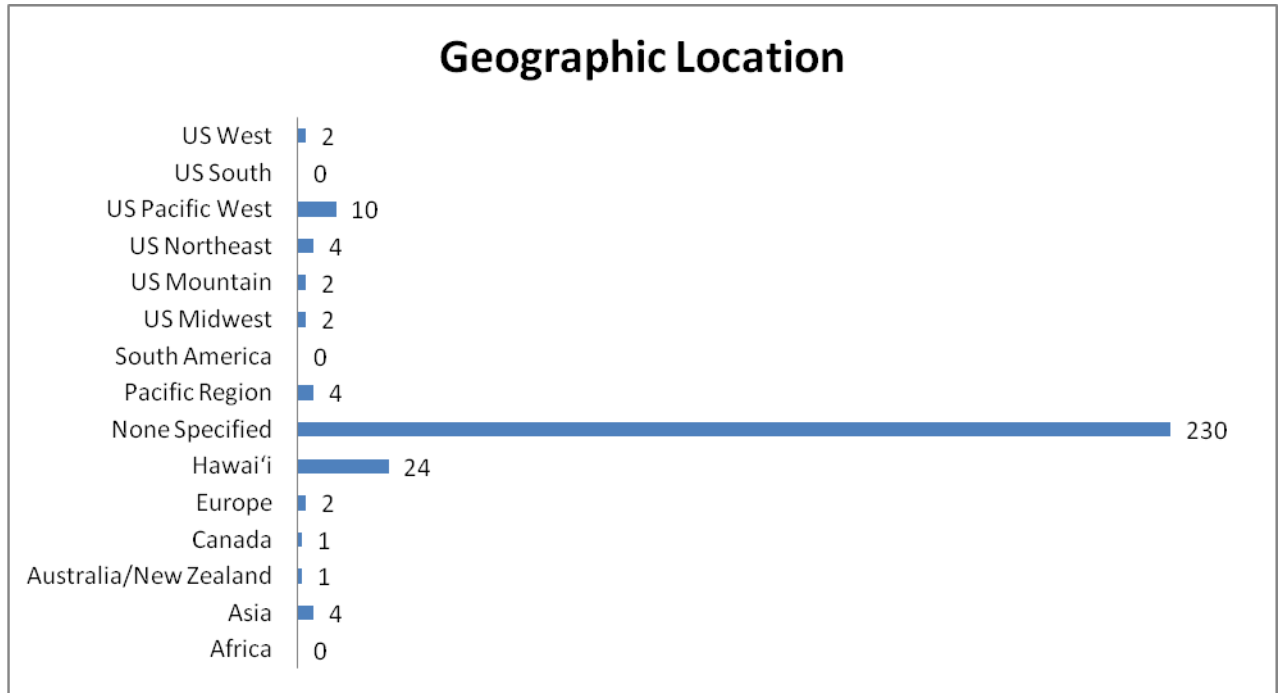 Geographic Location
US West 2
US South 0
US Pacific West 10
US Northeast 4
US Mountain 2
US Midwest 2
South America 0
Pacific Region 4
None Specified 230
Hawai‘i 24
Europe 2
Canada 1
Australia/New Zealand 1
Asia 4
Africa 0